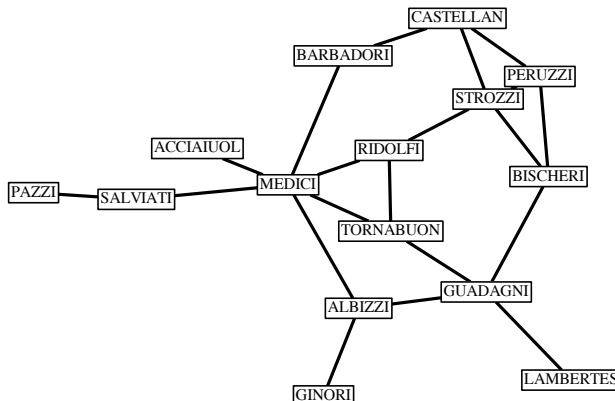 CASTELLAN
BARBADORI
PERUZZI
STROZZI
ACCIAIUOL
RIDOLFI
BISCHERI
MEDICI
PAZZI
SALVIATI
TORNABUON
GUADAGNI
ALBIZZI
LAMBERTES
GINORI